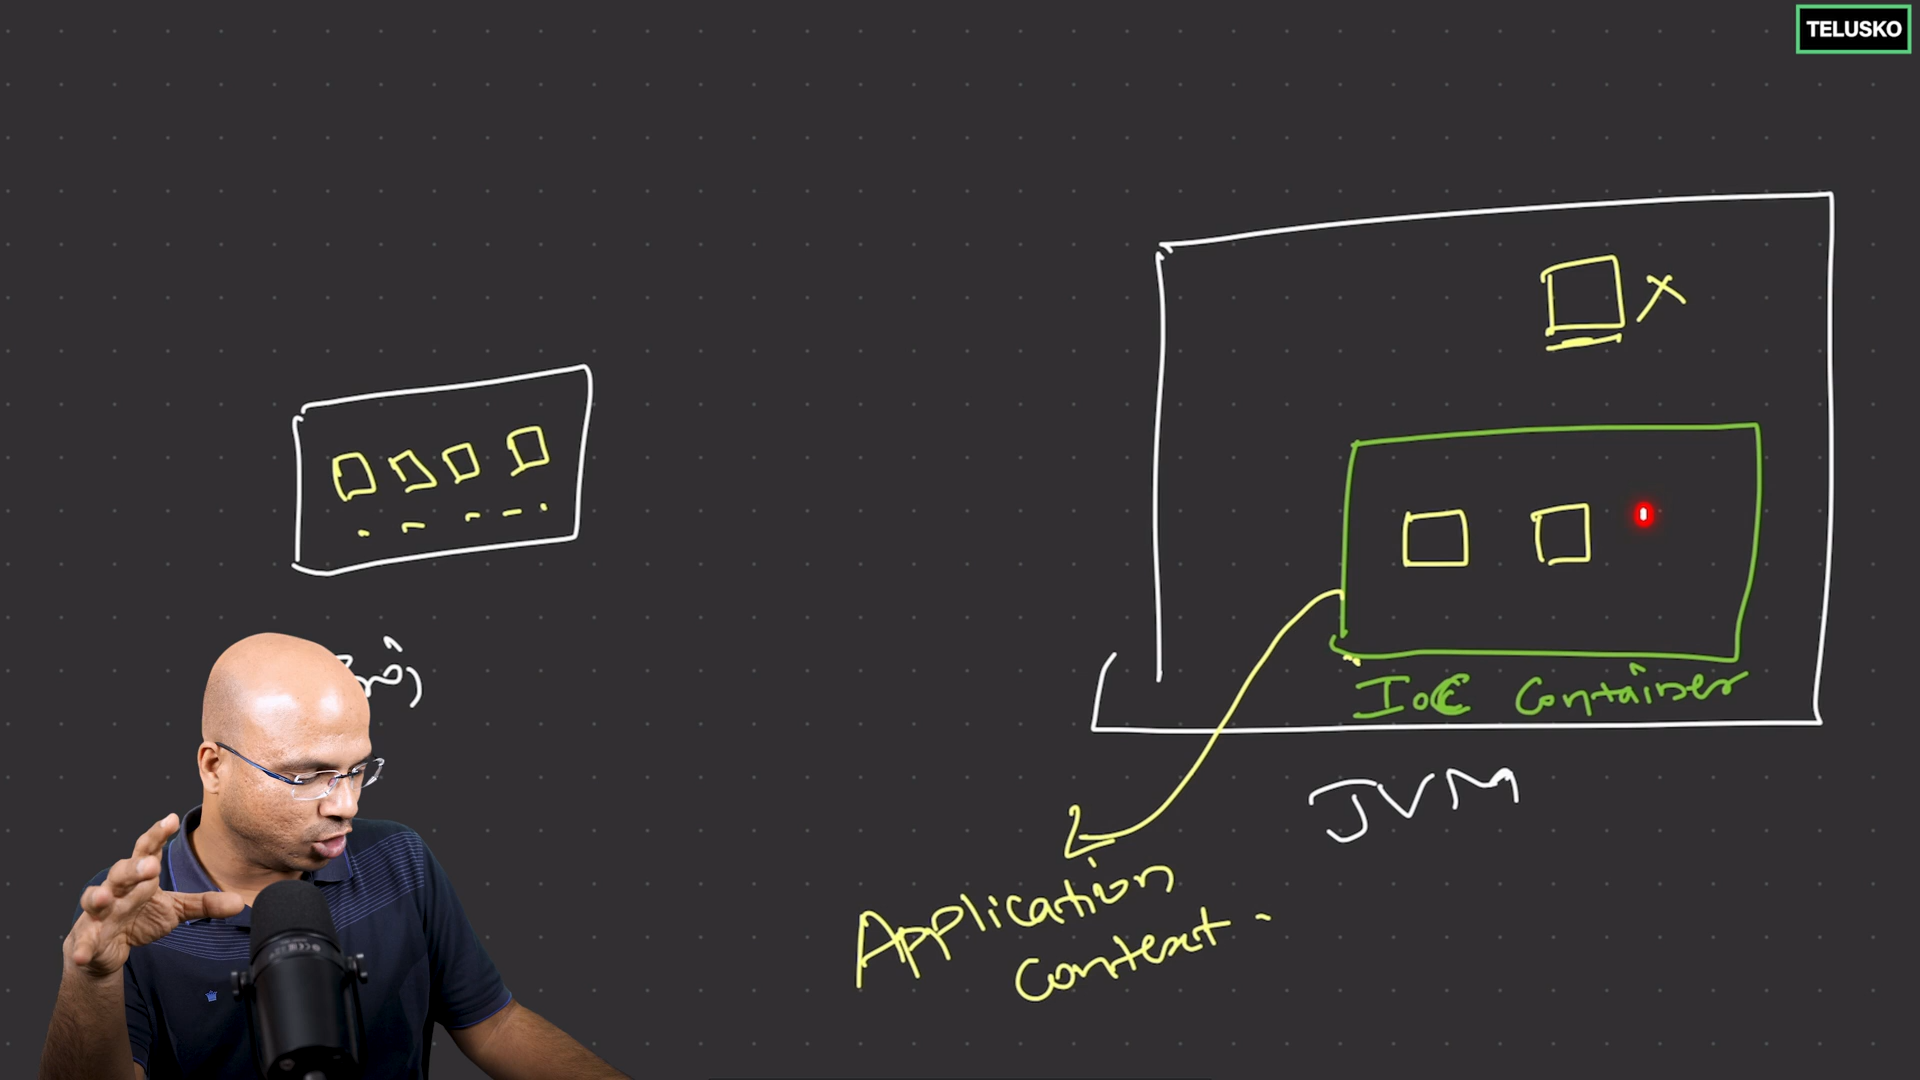 TELUSKO
X
IoC Container
JVM
Application
Context